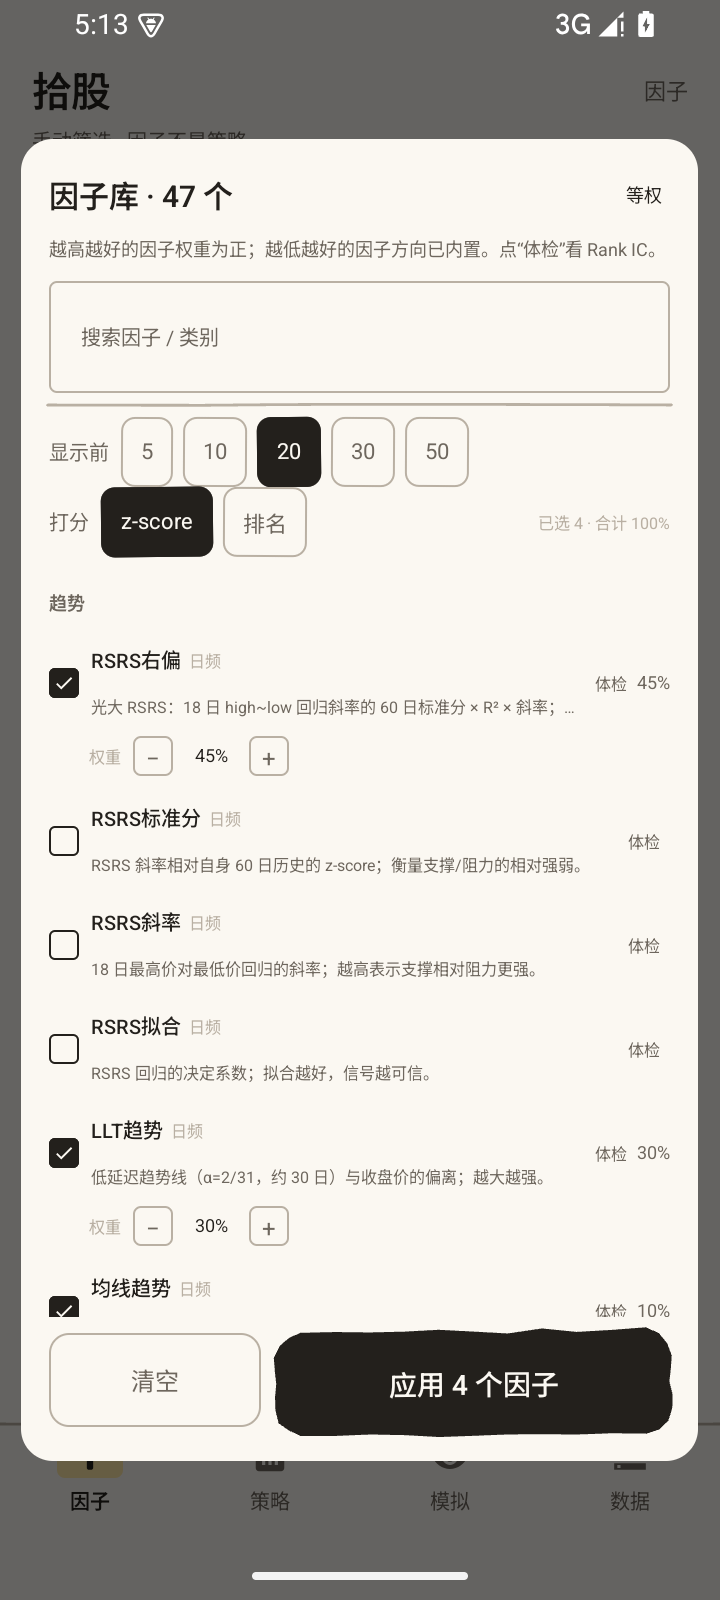 5:13
3G
拾股
因子
手动筛选 · 因子不是策略
因子库 · 47 个
等权
越高越好的因子权重为正；越低越好的因子方向已内置。点“体检”看 Rank IC。
搜索因子 / 类别
显示前 5 10 20 30 50
打分 z-score 排名 已选 4 · 合计 100%
趋势
RSRS右偏 日频
体检 45%
光大 RSRS：18 日 high~low 回归斜率的 60 日标准分 × R² × 斜率；…
权重 − 45% +
RSRS标准分 日频
体检
RSRS 斜率相对自身 60 日历史的 z-score；衡量支撑/阻力的相对强弱。
RSRS斜率 日频
体检
18 日最高价对最低价回归的斜率；越高表示支撑相对阻力更强。
RSRS拟合 日频
体检
RSRS 回归的决定系数；拟合越好，信号越可信。
LLT趋势 日频
体检 30%
低延迟趋势线（α=2/31，约 30 日）与收盘价的偏离；越大越强。
权重 − 30% +
均线趋势 日频
体检 10%
清空
应用 4 个因子
因子 策略 模拟 数据